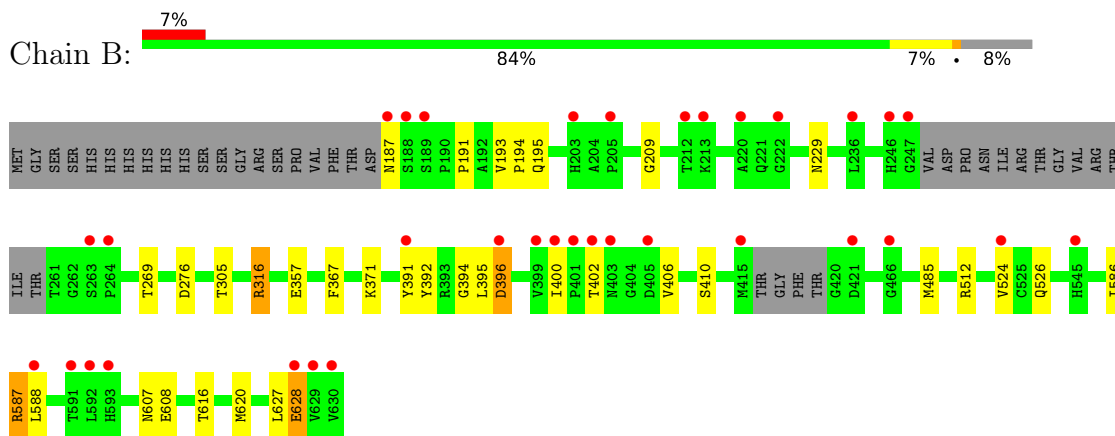 7%
Chain B:
84% 7% • 8%
MET GLY SER SER HIS HIS HIS HIS HIS HIS SER SER GLY ARG SER PRO VAL PHE THR ASP N187 S188 S189 P190 P191 A192 V193 P194 Q195 H203 A204 P205 G209 T212 K213 A220 Q221 G222 N229 L236 H246 G247 VAL ASP PRO ASN ILE ARG THR GLY VAL ARG THR
ILE THR T261 G262 S263 P264 T269 D276 T305 R316 E357 F367 K371 Y391 Y392 R393 G394 L395 D396 V399 I400 P401 T402 N403 G404 D405 V406 S410 M415 THR GLY PHE THR G420 D421 G466 M485 R512 V524 C525 Q526 H545 I586
R587 L588 T591 L592 H593 N607 E608 T616 M620 L627 E628 V629 V630